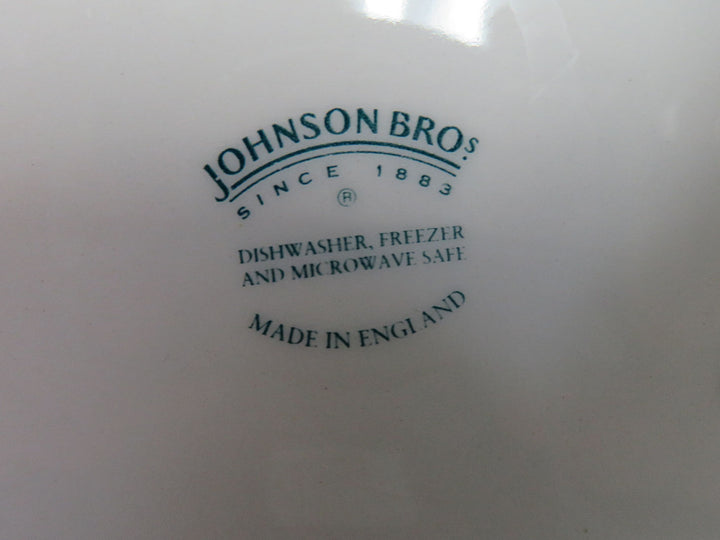 JOHNSON BROS
SINCE 1883
®
DISHWASHER, FREEZER
AND MICROWAVE SAFE
MADE IN ENGLAND